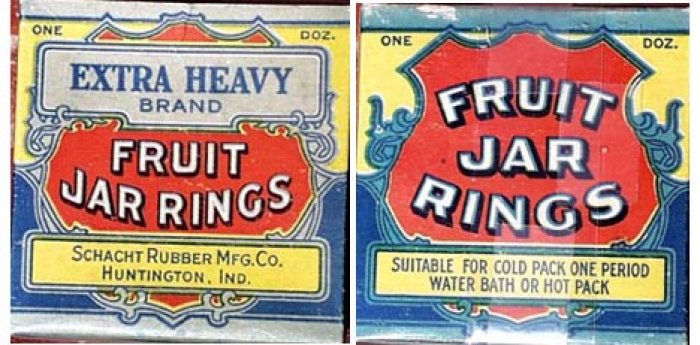 ONE DOZ.
EXTRA HEAVY
BRAND
FRUIT
JAR RINGS
SCHACHT RUBBER MFG. CO.
HUNTINGTON, IND.
ONE DOZ.
FRUIT
JAR
RINGS
SUITABLE FOR COLD PACK ONE PERIOD
WATER BATH OR HOT PACK